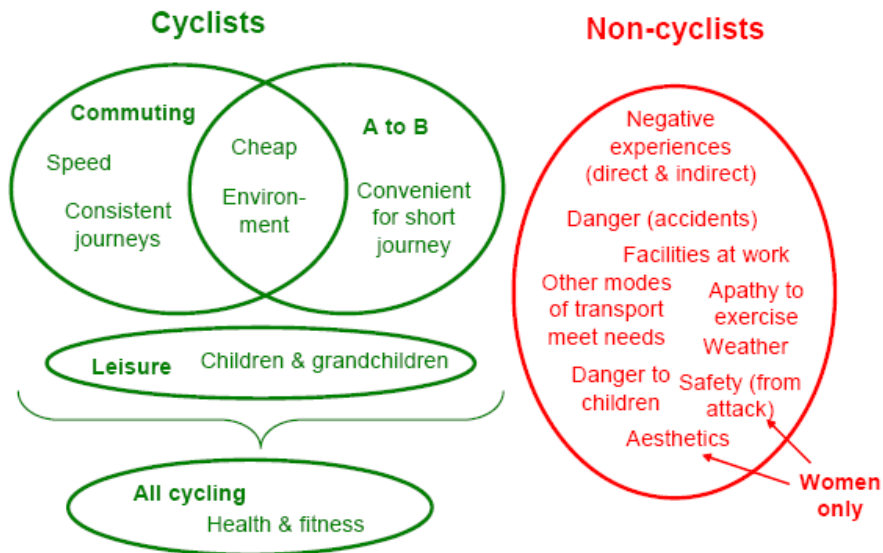 Cyclists
Commuting
Speed
Consistent
journeys
Cheap
Environ-
ment
A to B
Convenient
for short
journey
Leisure
Children & grandchildren
All cycling
Health & fitness
Non-cyclists
Negative
experiences
(direct & indirect)
Danger (accidents)
Facilities at work
Other modes
of transport
meet needs
Apathy to
exercise
Weather
Danger to
children
Safety (from
attack)
Aesthetics
Women
only